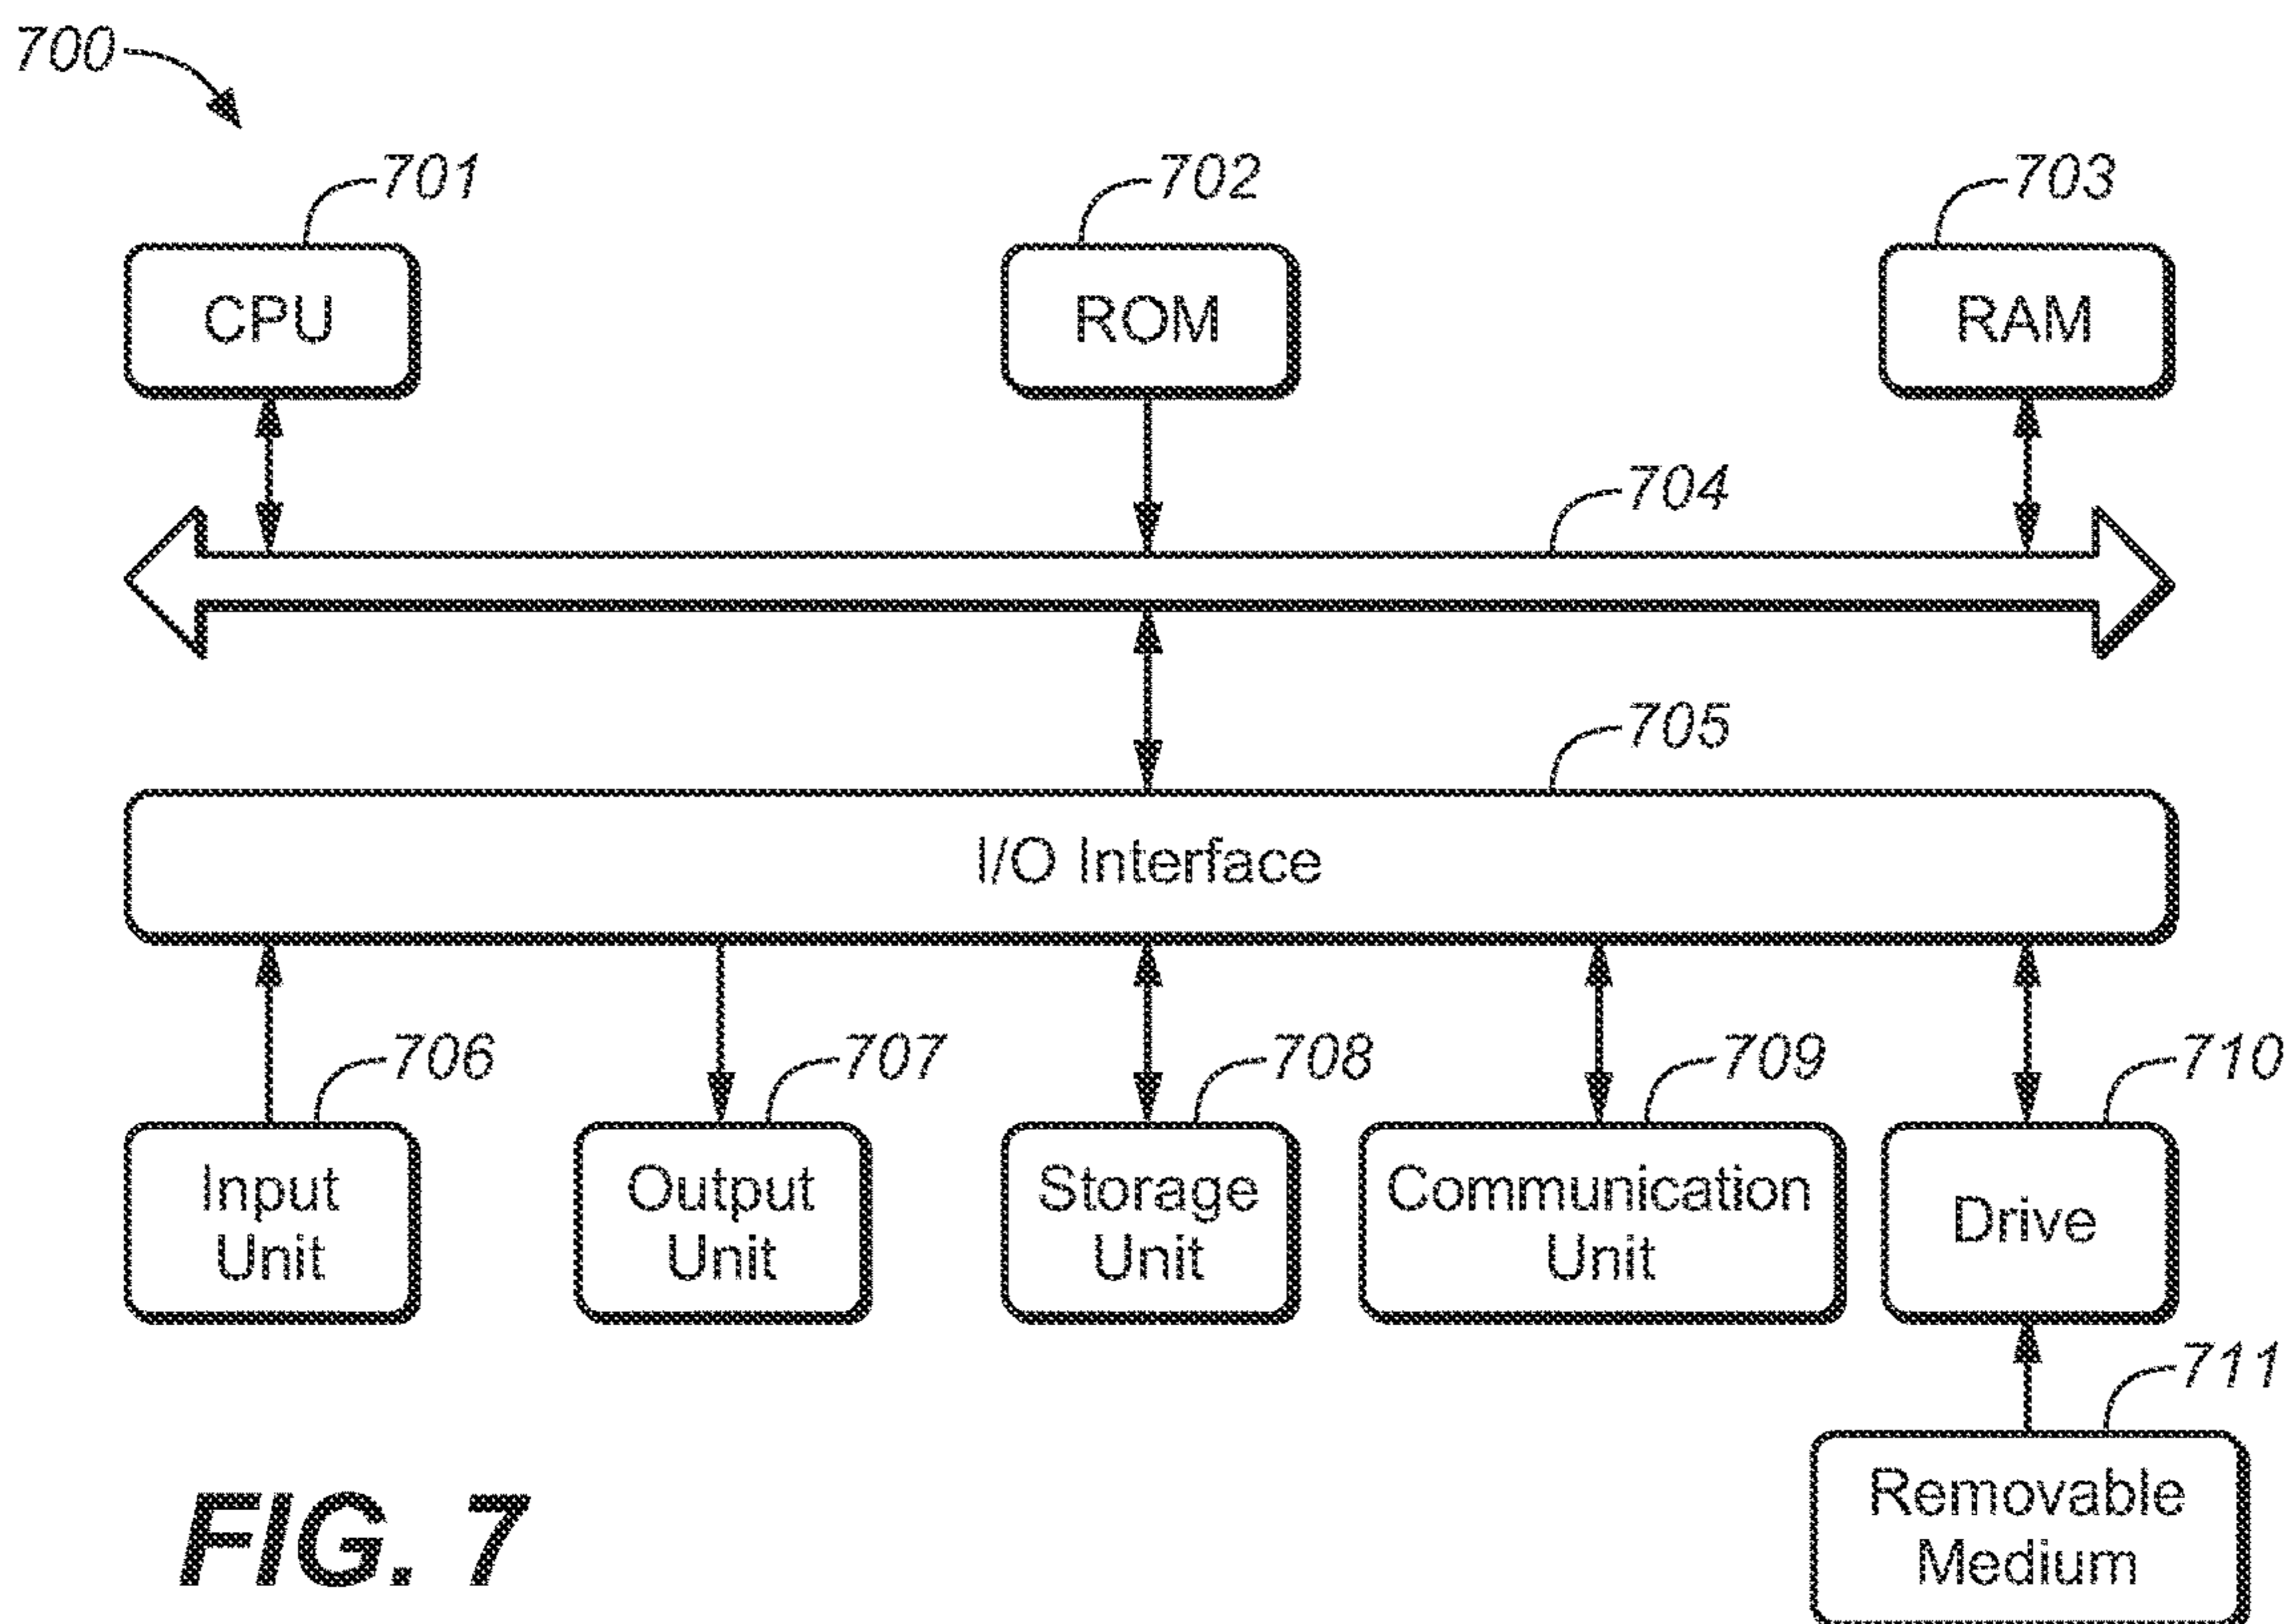 700
701
702
703
CPU
ROM
RAM
704
705
I/O Interface
706
707
708
709
710
Input
Unit
Output
Unit
Storage
Unit
Communication
Unit
Drive
711
Removable
Medium
FIG. 7